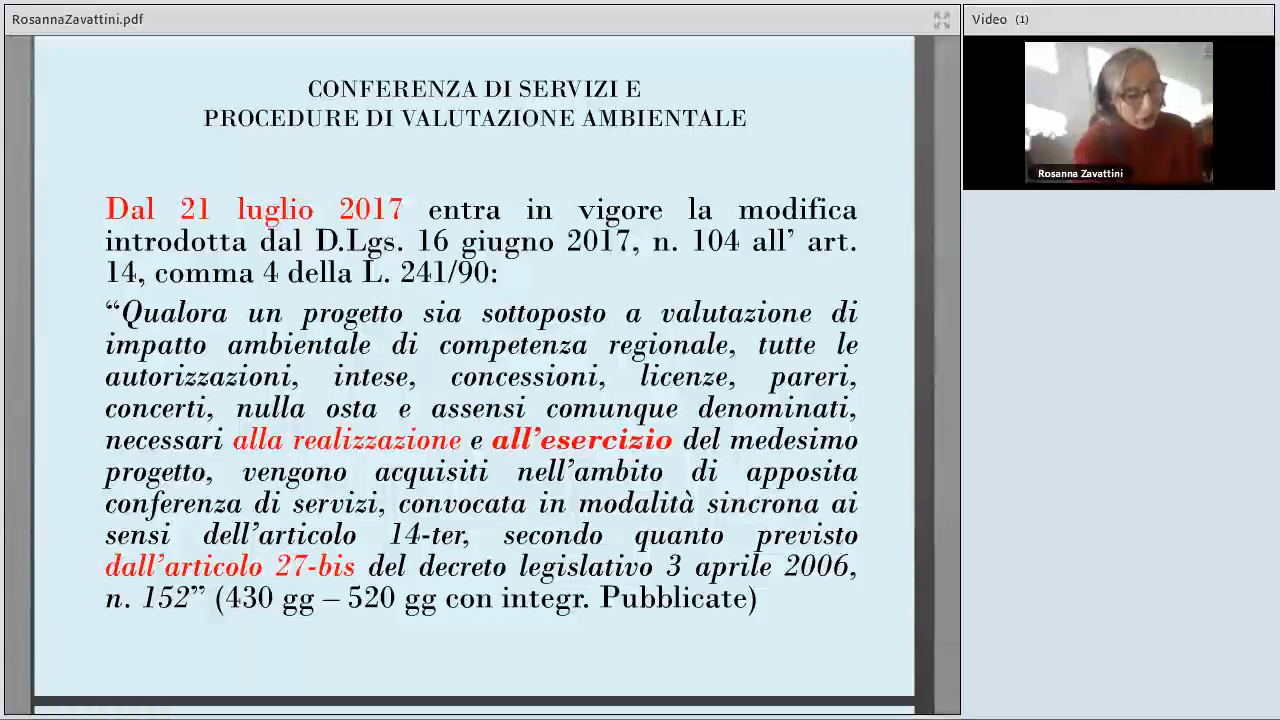 RosannaZavattini.pdf
Video (1)
Rosanna Zavattini
CONFERENZA DI SERVIZI E
PROCEDURE DI VALUTAZIONE AMBIENTALE
Dal 21 luglio 2017 entra in vigore la modifica
introdotta dal D.Lgs. 16 giugno 2017, n. 104 all’ art.
14, comma 4 della L. 241/90:
“Qualora un progetto sia sottoposto a valutazione di
impatto ambientale di competenza regionale, tutte le
autorizzazioni, intese, concessioni, licenze, pareri,
concerti, nulla osta e assensi comunque denominati,
necessari alla realizzazione e all’esercizio del medesimo
progetto, vengono acquisiti nell’ambito di apposita
conferenza di servizi, convocata in modalità sincrona ai
sensi dell’articolo 14-ter, secondo quanto previsto
dall’articolo 27-bis del decreto legislativo 3 aprile 2006,
n. 152” (430 gg – 520 gg con integr. Pubblicate)